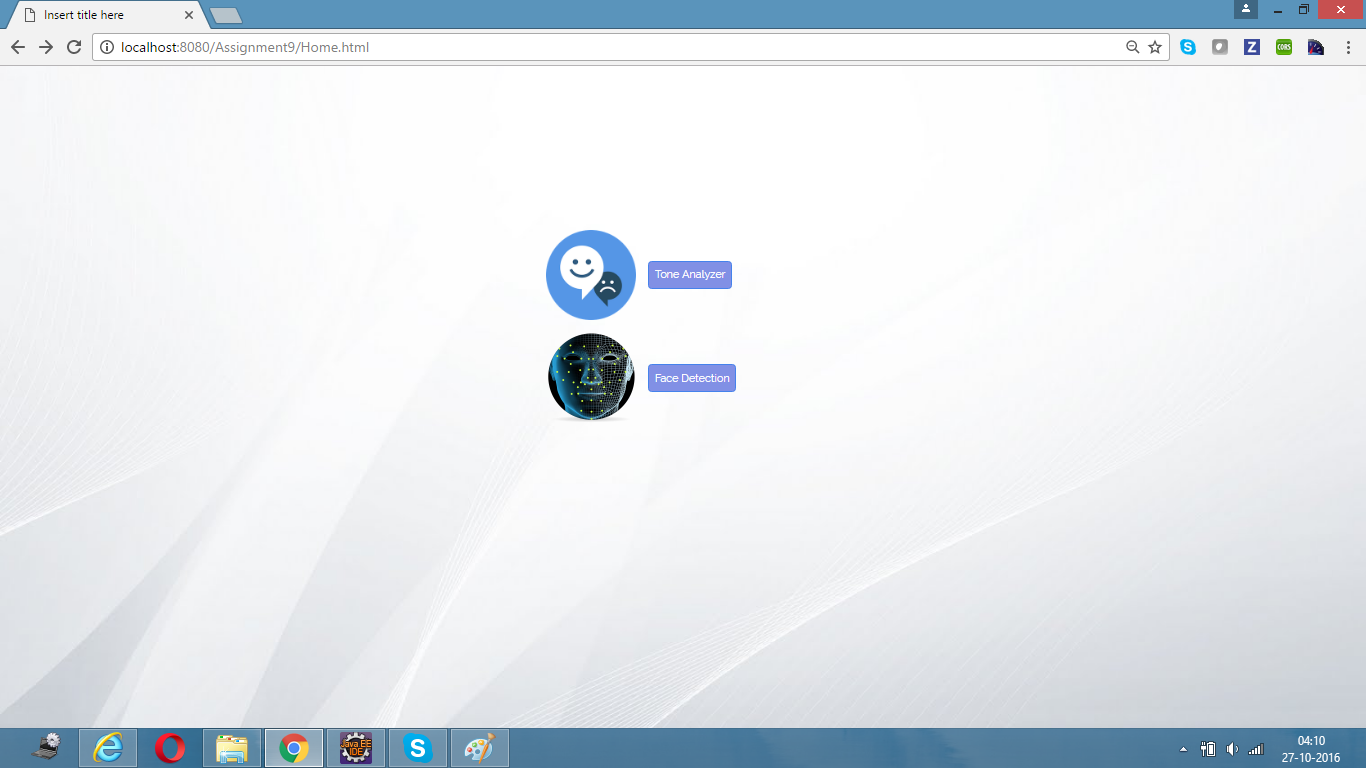 Insert title here
localhost:8080/Assignment9/Home.html
Z
CORS
Tone Analyzer
Face Detection
Java EE
IDE
04:10
27-10-2016